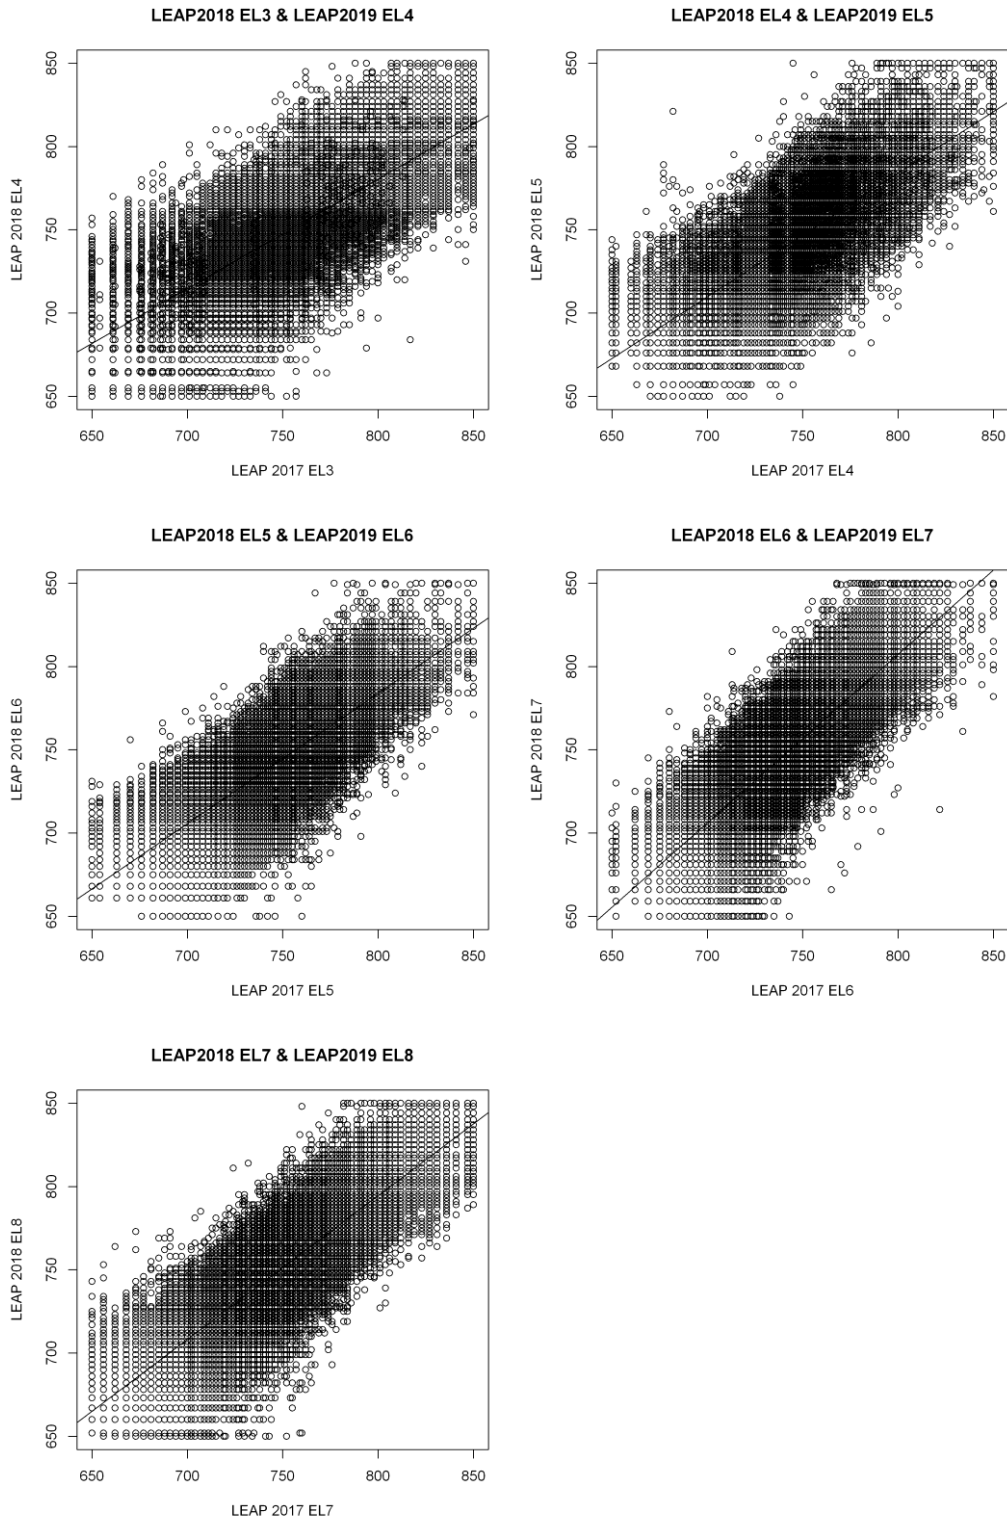 LEAP2018 EL3 & LEAP2019 EL4
LEAP 2018 EL4
850
800
750
700
650
650 700 750 800 850
LEAP 2017 EL3
LEAP2018 EL4 & LEAP2019 EL5
LEAP 2018 EL5
850
800
750
700
650
650 700 750 800 850
LEAP 2017 EL4
LEAP2018 EL5 & LEAP2019 EL6
LEAP 2018 EL6
850
800
750
700
650
650 700 750 800 850
LEAP 2017 EL5
LEAP2018 EL6 & LEAP2019 EL7
LEAP 2018 EL7
850
800
750
700
650
650 700 750 800 850
LEAP 2017 EL6
LEAP2018 EL7 & LEAP2019 EL8
LEAP 2018 EL8
850
800
750
700
650
650 700 750 800 850
LEAP 2017 EL7